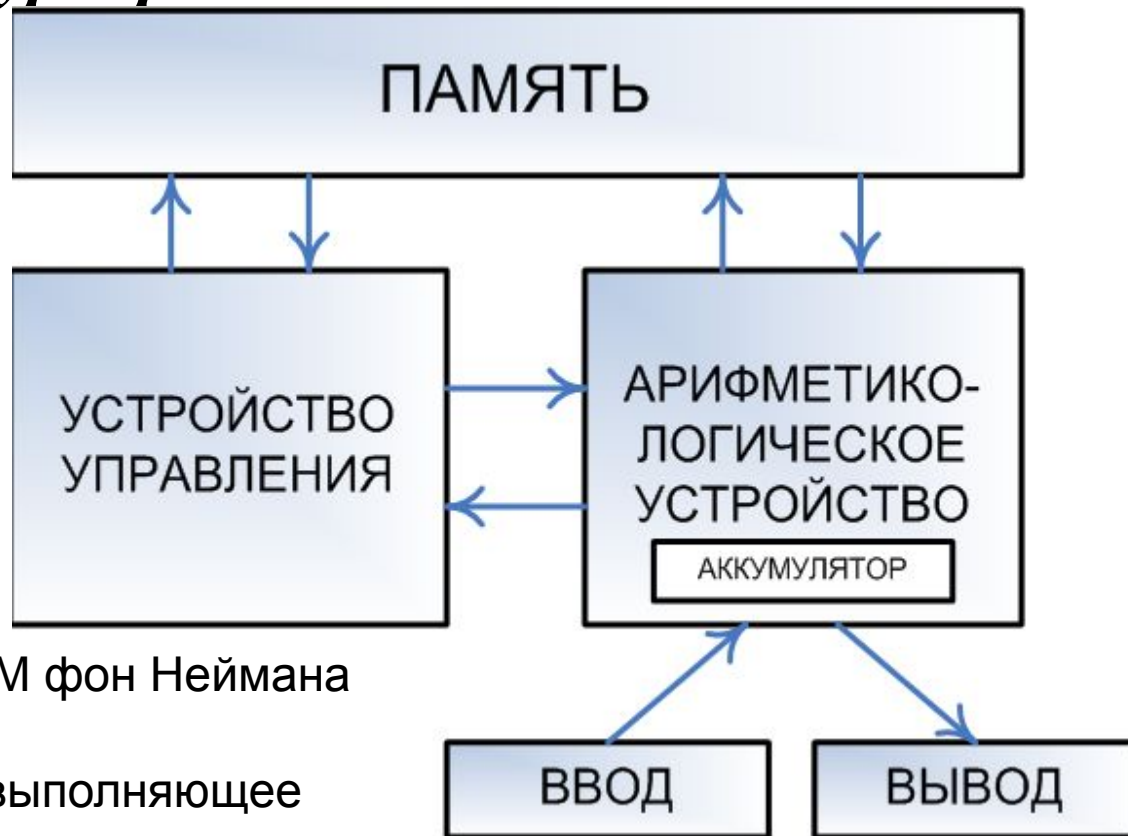 ПАМЯТЬ
УСТРОЙСТВО
УПРАВЛЕНИЯ
АРИФМЕТИКО-
ЛОГИЧЕСКОЕ
УСТРОЙСТВО
АККУМУЛЯТОР
М фон Неймана
выполняющее
ВВОД
ВЫВОД